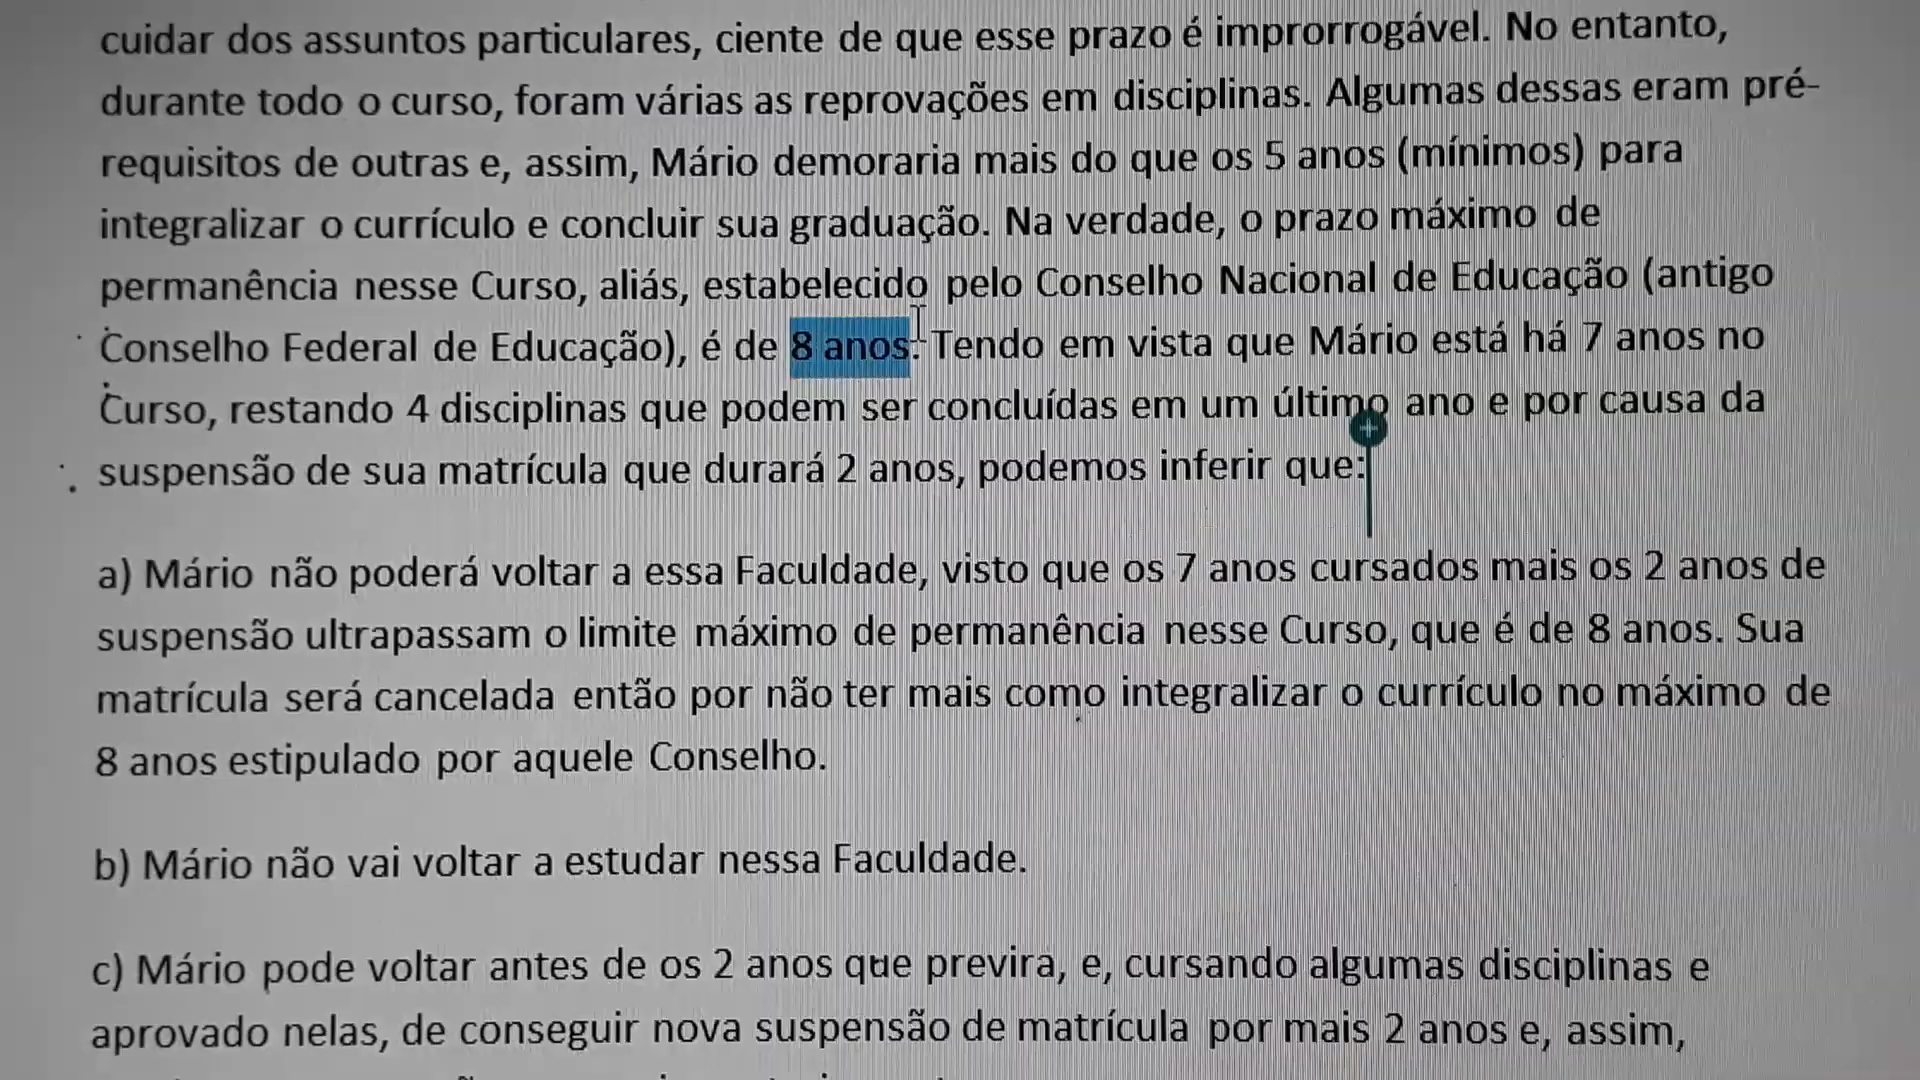 cuidar dos assuntos particulares, ciente de que esse prazo é improrrogável. No entanto,
durante todo o curso, foram várias as reprovações em disciplinas. Algumas dessas eram pré-
requisitos de outras e, assim, Mário demoraria mais do que os 5 anos (mínimos) para
integralizar o currículo e concluir sua graduação. Na verdade, o prazo máximo de
permanência nesse Curso, aliás, estabelecido pelo Conselho Nacional de Educação (antigo
Conselho Federal de Educação), é de 8 anos. Tendo em vista que Mário está há 7 anos no
Curso, restando 4 disciplinas que podem ser concluídas em um último ano e por causa da
suspensão de sua matrícula que durará 2 anos, podemos inferir que:
a) Mário não poderá voltar a essa Faculdade, visto que os 7 anos cursados mais os 2 anos de
suspensão ultrapassam o limite máximo de permanência nesse Curso, que é de 8 anos. Sua
matrícula será cancelada então por não ter mais como integralizar o currículo no máximo de
8 anos estipulado por aquele Conselho.
b) Mário não vai voltar a estudar nessa Faculdade.
c) Mário pode voltar antes de os 2 anos que previra, e, cursando algumas disciplinas e
aprovado nelas, de conseguir nova suspensão de matrícula por mais 2 anos e, assim,